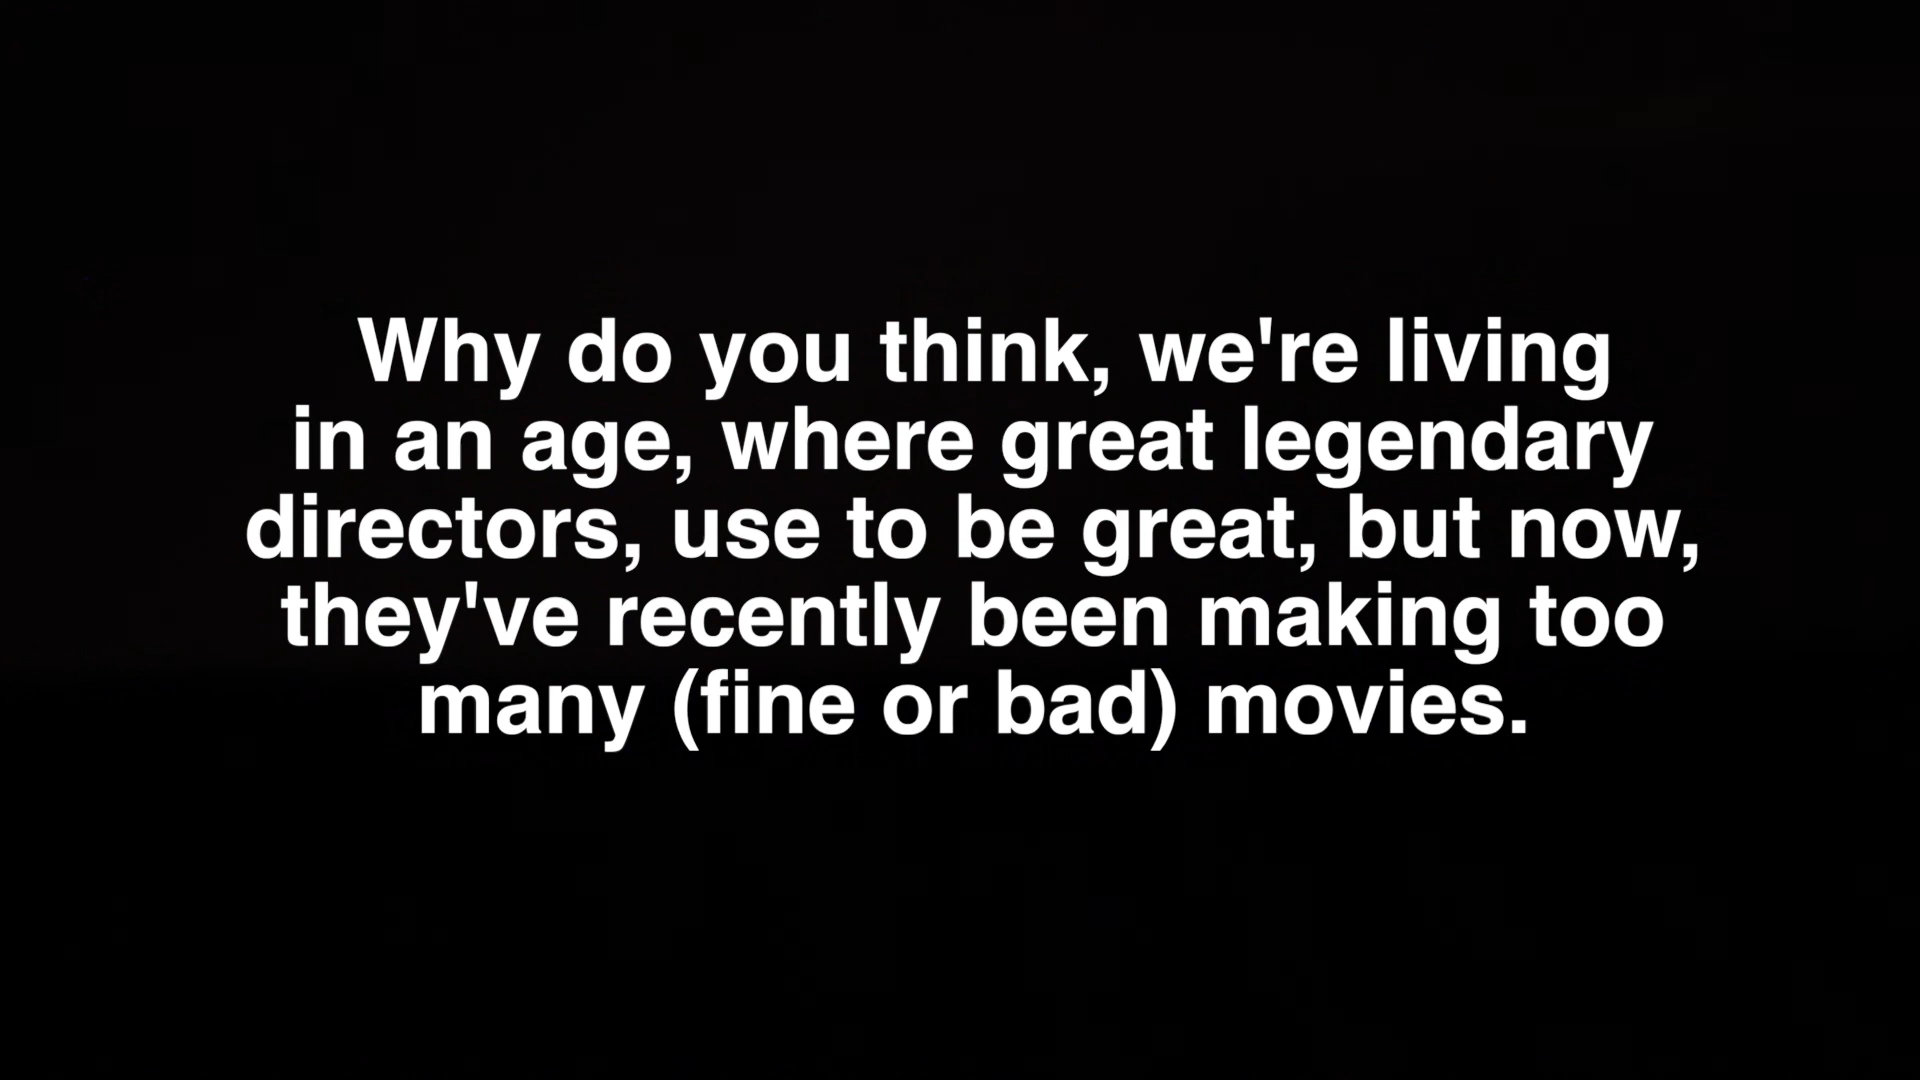 Why do you think, we're living
in an age, where great legendary
directors, use to be great, but now,
they've recently been making too
many (fine or bad) movies.